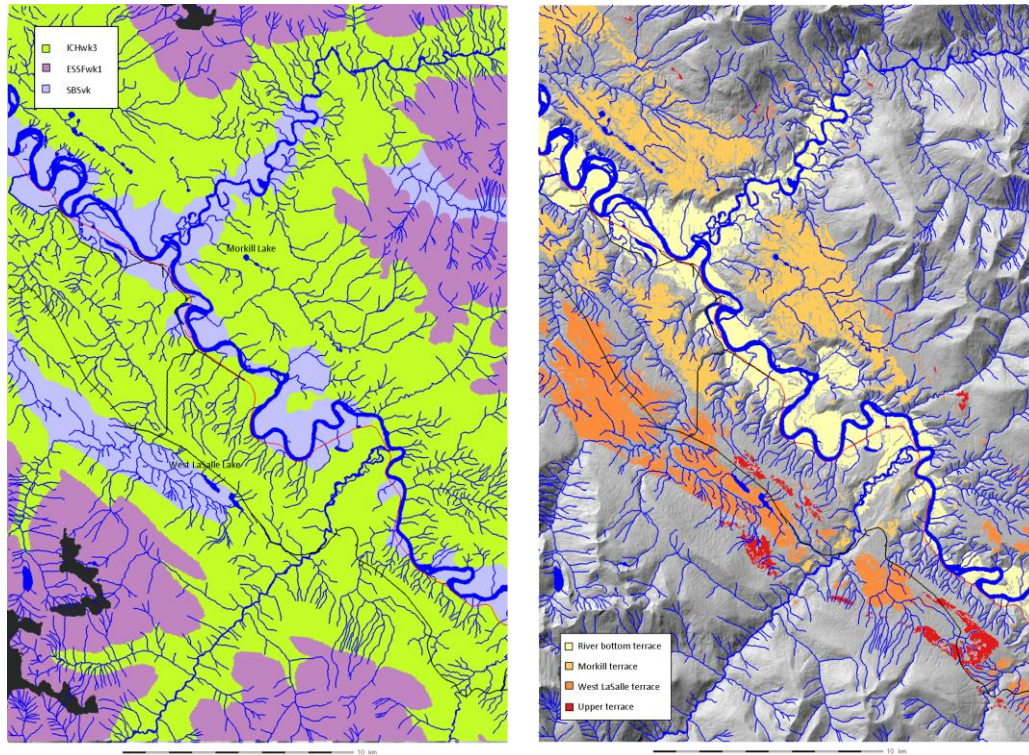 ICHwk3
ESSFwk1
SBSvk
Morkill Lake
West LaSalle Lake
10 km
River bottom terrace
Morkill terrace
West LaSalle terrace
Upper terrace
10 km